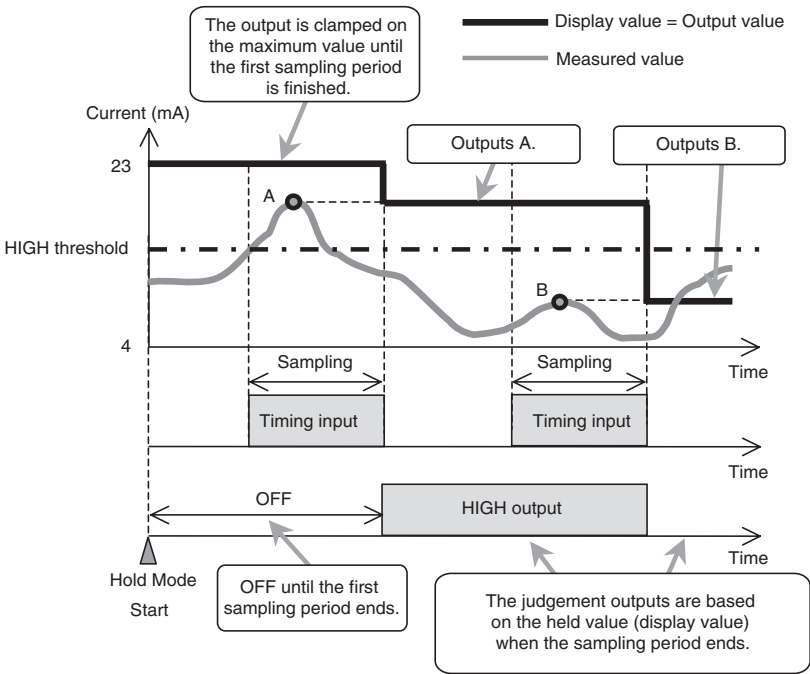 The output is clamped on
the maximum value until
the first sampling period
is finished.
Display value = Output value
Measured value
Current (mA)
Outputs A.
Outputs B.
23
A
HIGH threshold
B
4
Sampling
Sampling
Time
Timing input
Timing input
Time
OFF
HIGH output
Time
Hold Mode
Start
OFF until the first
sampling period ends.
The judgement outputs are based
on the held value (display value)
when the sampling period ends.